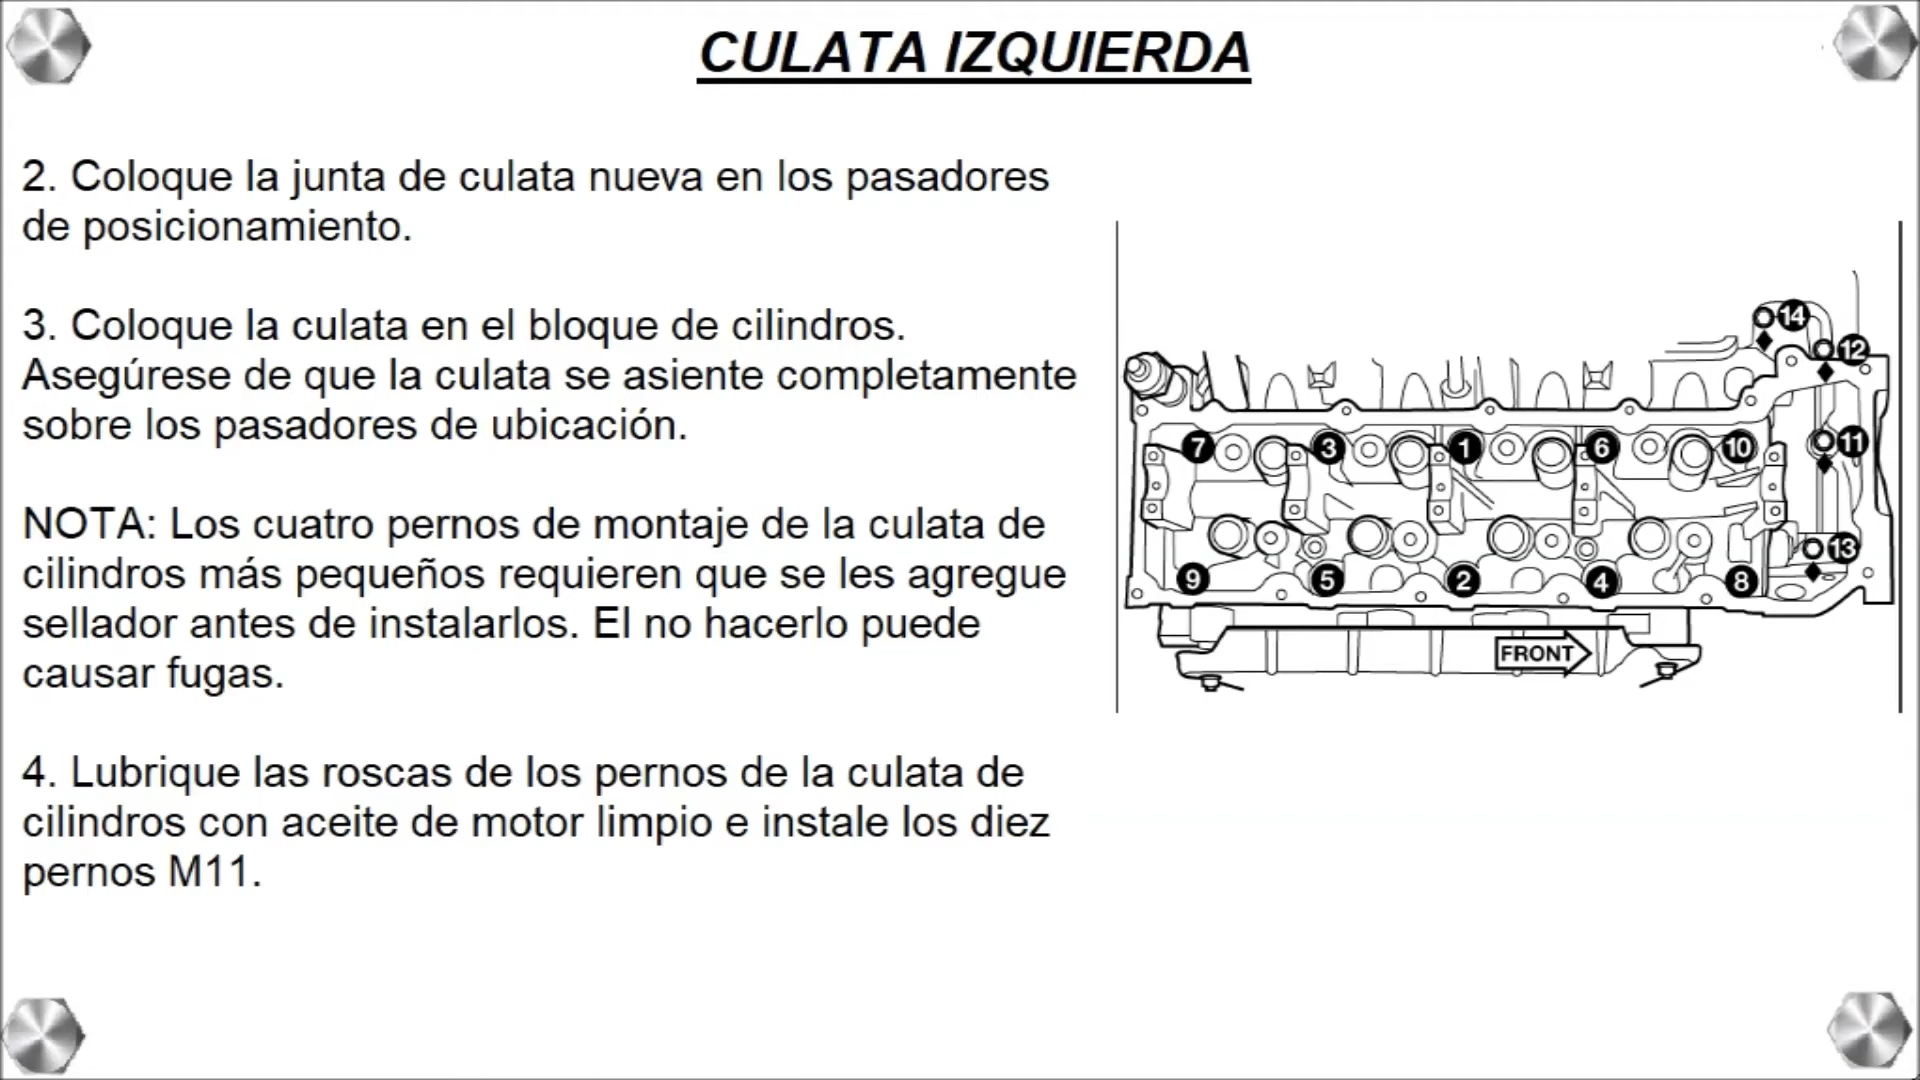 CULATA IZQUIERDA
2. Coloque la junta de culata nueva en los pasadores
de posicionamiento.
3. Coloque la culata en el bloque de cilindros.
Asegúrese de que la culata se asiente completamente
sobre los pasadores de ubicación.
NOTA: Los cuatro pernos de montaje de la culata de
cilindros más pequeños requieren que se les agregue
sellador antes de instalarlos. El no hacerlo puede
causar fugas.
4. Lubrique las roscas de los pernos de la culata de
cilindros con aceite de motor limpio e instale los diez
pernos M11.
14
12
7 3 1 6 10 11
13
9 5 2 4 8
FRONT